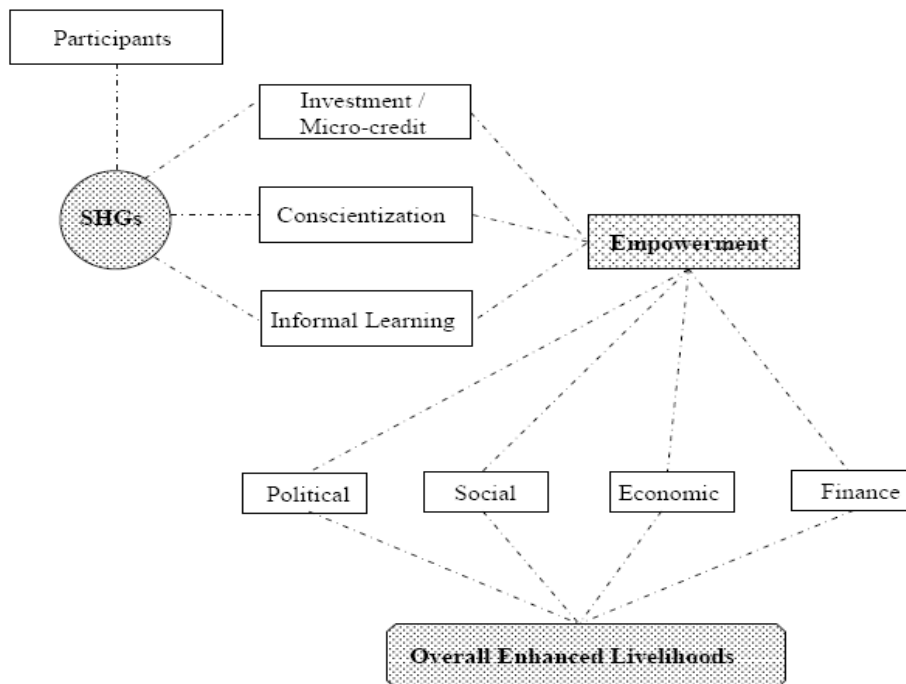 Participants
Investment /
Micro-credit
SHGs
Conscientization
Empowerment
Informal Learning
Political
Social
Economic
Finance
Overall Enhanced Livelihoods